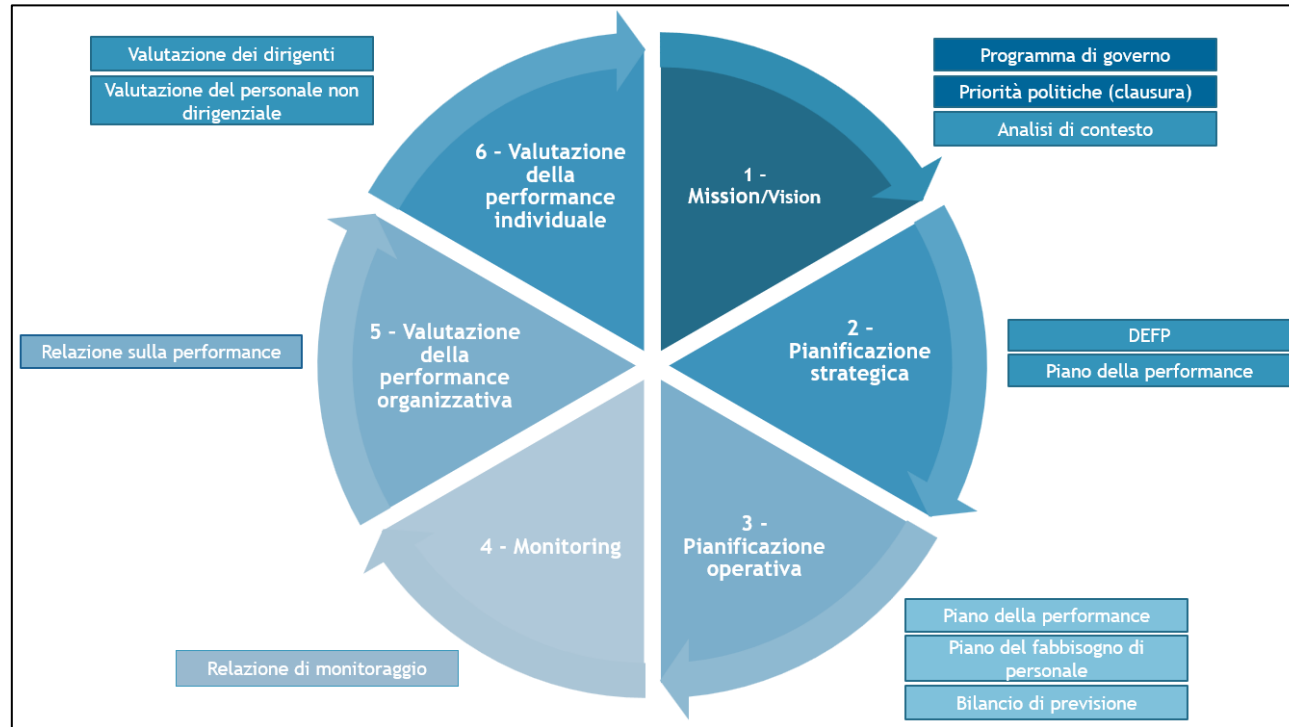 Programma di governo
Priorità politiche (clausura)
Analisi di contesto
1 -
Mission/Vision
DEFP
Piano della performance
2 -
Pianificazione
strategica
Piano della performance
Piano del fabbisogno di
personale
Bilancio di previsione
3 -
Pianificazione
operativa
4 - Monitoring
Relazione di monitoraggio
5 - Valutazione
della
performance
organizzativa
Relazione sulla performance
6 - Valutazione
della
performance
individuale
Valutazione dei dirigenti
Valutazione del personale non
dirigenziale